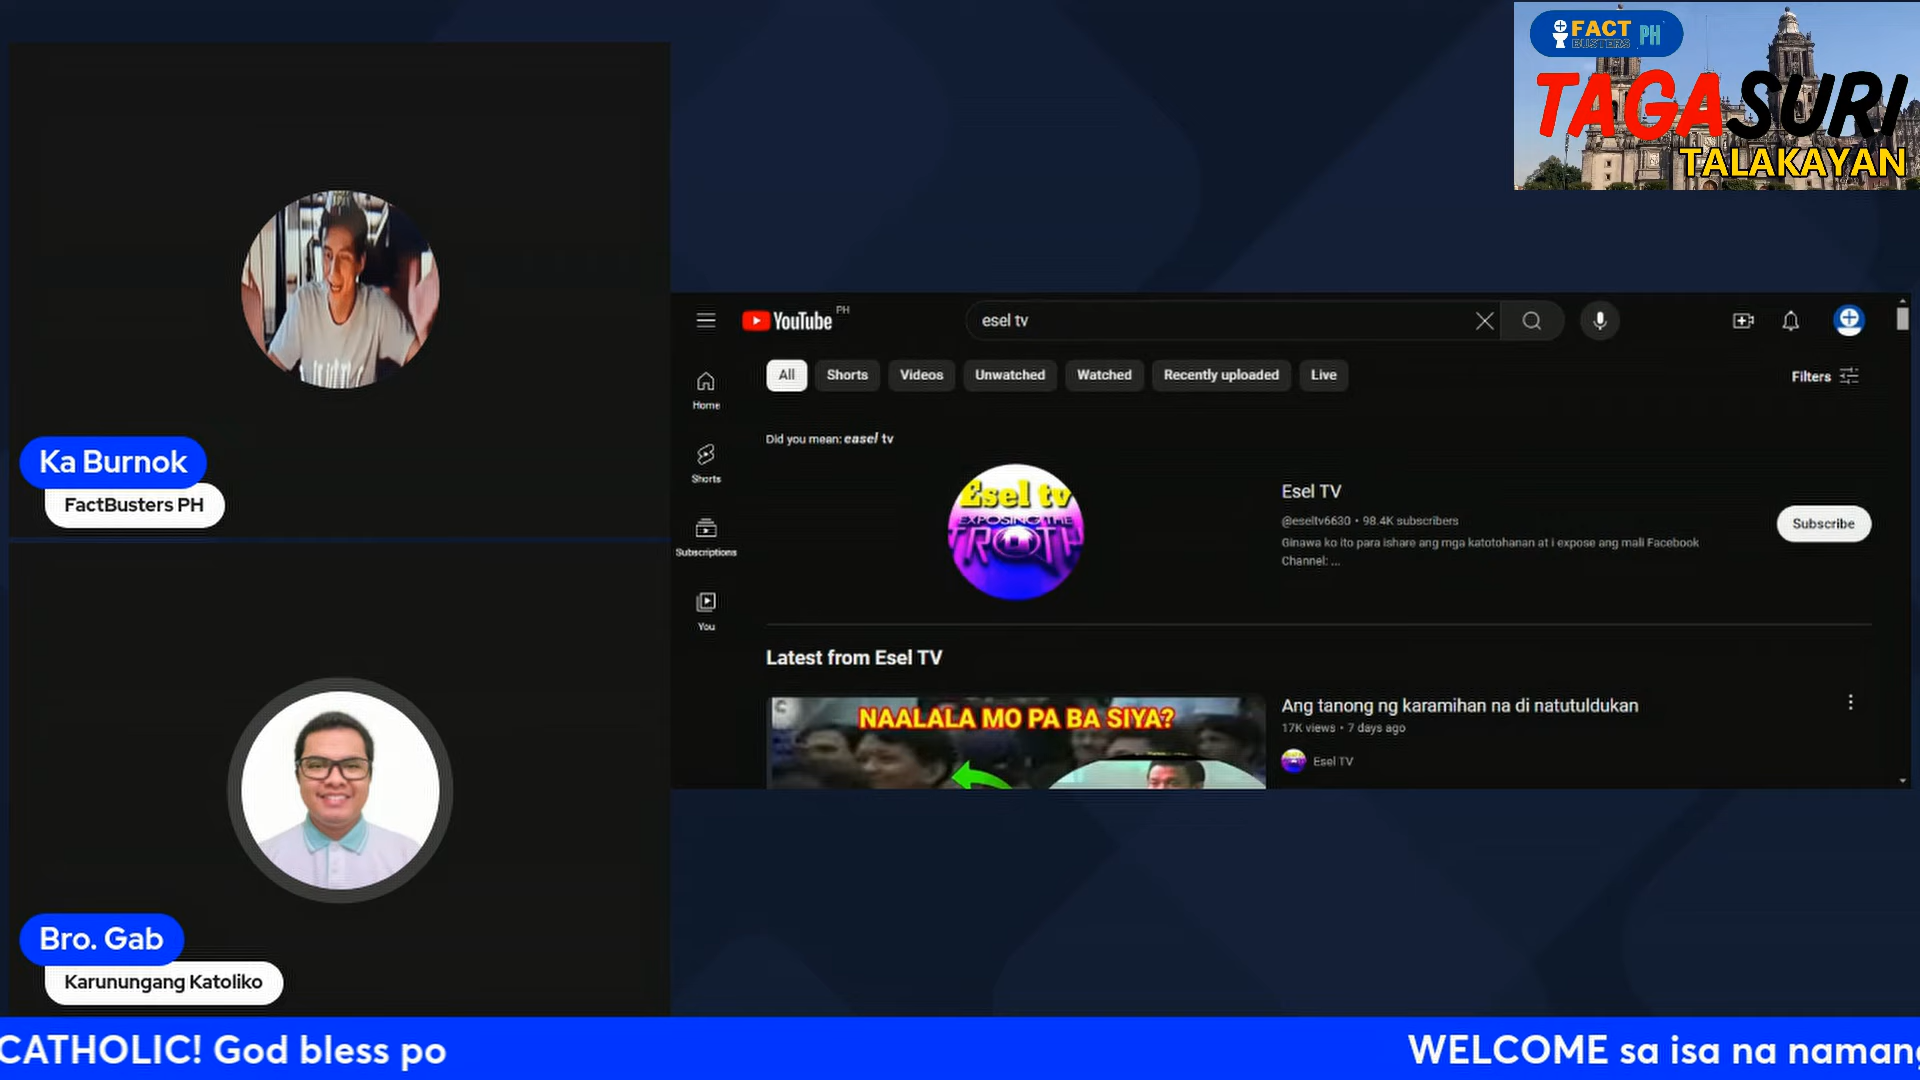 FACT
BUSTERS PH
TAGASURI
TALAKAYAN
Ka Burnok
FactBusters PH
Bro. Gab
Karunungang Katoliko
YouTube PH
esel tv
All
Shorts
Videos
Unwatched
Watched
Recently uploaded
Live
Filters
Home
Shorts
Subscriptions
You
Did you mean: easel tv
Esel tv
EXPOSING THE
TRUTH
Esel TV
@eseltv6630 • 98.4K subscribers
Ginawa ko ito para ishare ang mga katotohanan at i expose ang mali Facebook
Channel: ...
Subscribe
Latest from Esel TV
NAALALA MO PA BA SIYA?
Ang tanong ng karamihan na di natutuldukan
17K views • 7 days ago
Esel TV
CATHOLIC! God bless po
WELCOME sa isa na naman